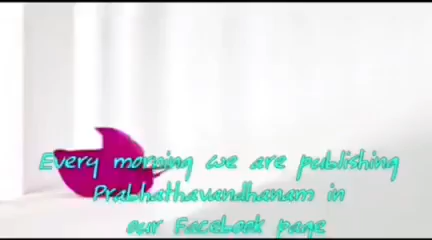 Every morning we are publishing
Prabhathavandhanam in
our Facebook page